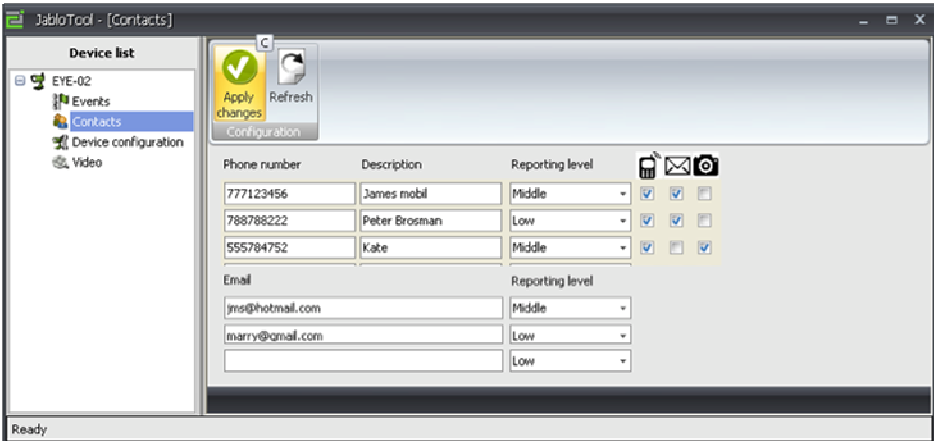 JabloTool - [Contacts]
Device list
EYE-02
Events
Contacts
Device configuration
Video
C
Apply changes
Refresh
Configuration
Phone number Description Reporting level
777123456 James mobil Middle
788788222 Peter Brosman Low
555784752 Kate Middle
Email Reporting level
jms@hotmail.com Middle
marry@gmail.com Low
Low
Ready